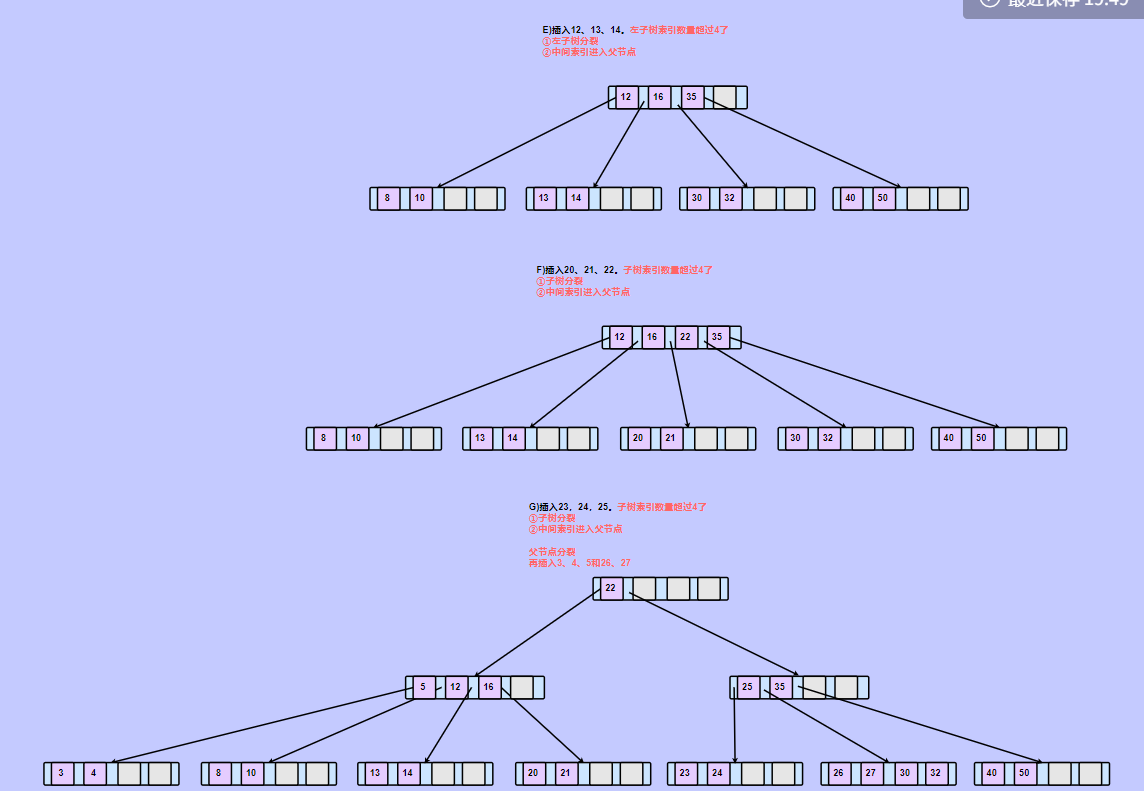 最近保存 15:45
E)插入12、13、14。左子树索引数量超过4了
①左子树分裂
②中间索引进入父节点
12 16 35
8 10 13 14 30 32 40 50
F)插入20、21、22。子树索引数量超过4了
①子树分裂
②中间索引进入父节点
12 16 22 35
8 10 13 14 20 21 30 32 40 50
G)插入23，24，25。子树索引数量超过4了
①子树分裂
②中间索引进入父节点
父节点分裂
再插入3、4、5和26、27
22
5 12 16 25 35
3 4 8 10 13 14 20 21 23 24 26 27 30 32 40 50